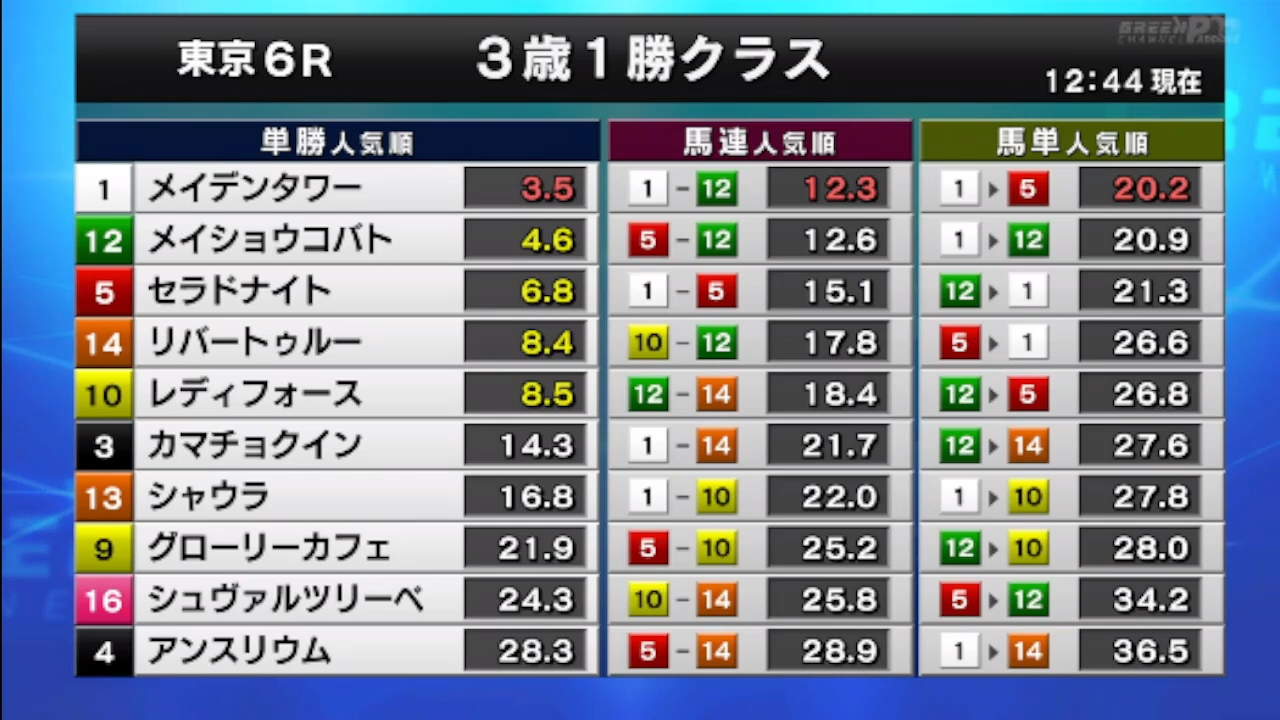 GREEN CHANNEL
東京6R 3歳1勝クラス
12:44現在
単勝人気順 馬連人気順 馬単人気順
1 メイデンタワー 3.5 1-12 12.3 1▶5 20.2
12 メイショウコバト 4.6 5-12 12.6 1▶12 20.9
5 セラドナイト 6.8 1-5 15.1 12▶1 21.3
14 リバートゥルー 8.4 10-12 17.8 5▶1 26.6
10 レディフォース 8.5 12-14 18.4 12▶5 26.8
3 カマチョクイン 14.3 1-14 21.7 12▶14 27.6
13 シャウラ 16.8 1-10 22.0 1▶10 27.8
9 グローリーカフェ 21.9 5-10 25.2 12▶10 28.0
16 シュヴァルツリーベ 24.3 10-14 25.8 5▶12 34.2
4 アンスリウム 28.3 5-14 28.9 1▶14 36.5